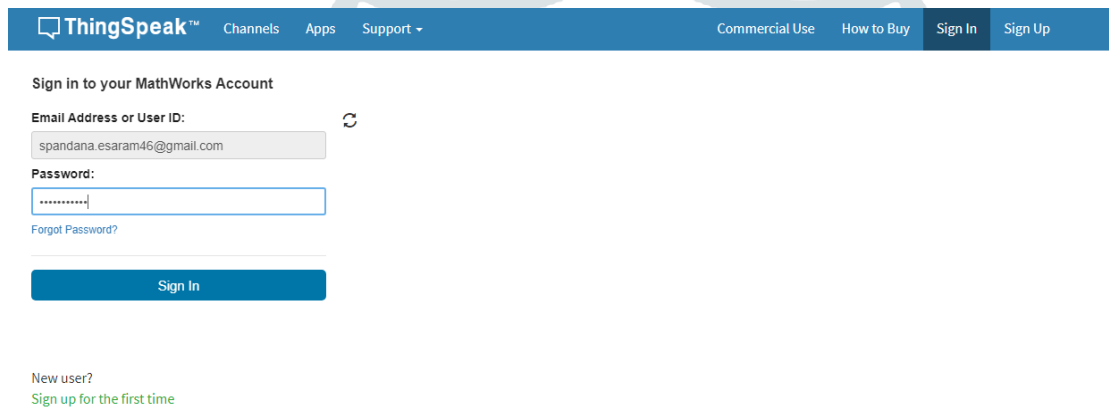 ThingSpeak™ Channels Apps Support Commercial Use How to Buy Sign In Sign Up
Sign in to your MathWorks Account
Email Address or User ID:
spandana.esaram46@gmail.com
Password:
•••••••••••
Forgot Password?
Sign In
New user?
Sign up for the first time